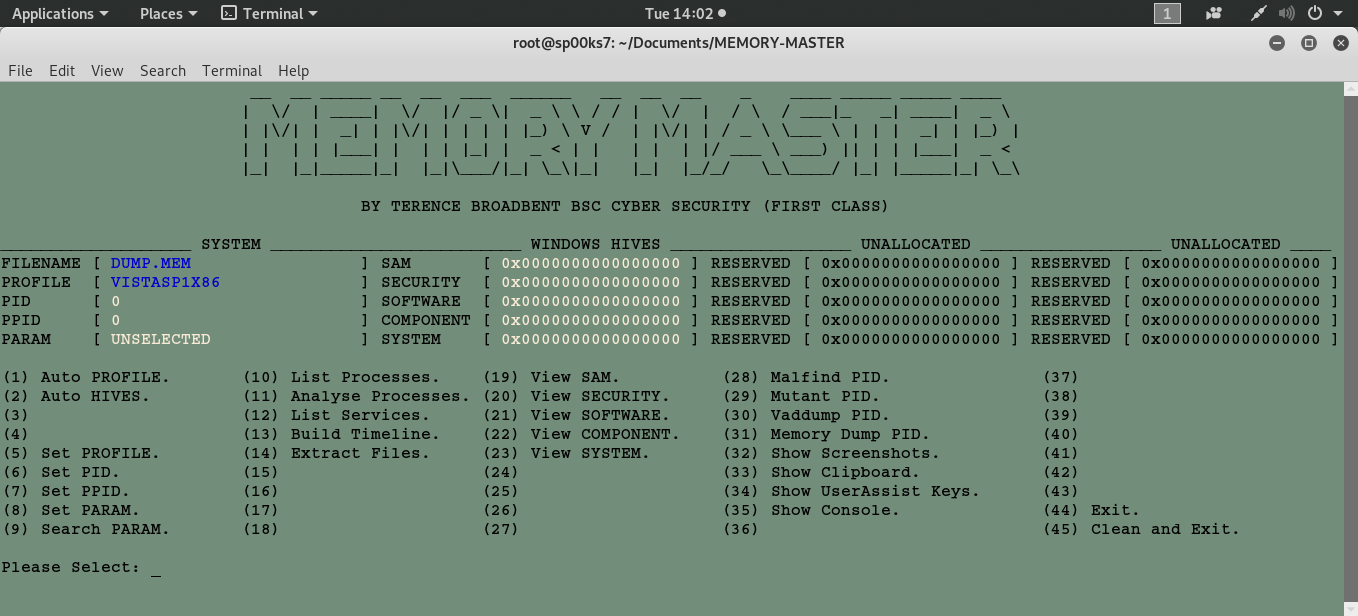 Applications Places Terminal Tue 14:02 1
root@sp00ks7: ~/Documents/MEMORY-MASTER
File Edit View Search Terminal Help
MEMORY MASTER
BY TERENCE BROADBENT BSC CYBER SECURITY (FIRST CLASS)
___________________ SYSTEM _________________________ WINDOWS HIVES __________________ UNALLOCATED __________________ UNALLOCATED ____
FILENAME [ DUMP.MEM ] SAM [ 0x0000000000000000 ] RESERVED [ 0x0000000000000000 ] RESERVED [ 0x0000000000000000 ]
PROFILE [ VISTASP1X86 ] SECURITY [ 0x0000000000000000 ] RESERVED [ 0x0000000000000000 ] RESERVED [ 0x0000000000000000 ]
PID [ 0 ] SOFTWARE [ 0x0000000000000000 ] RESERVED [ 0x0000000000000000 ] RESERVED [ 0x0000000000000000 ]
PPID [ 0 ] COMPONENT [ 0x0000000000000000 ] RESERVED [ 0x0000000000000000 ] RESERVED [ 0x0000000000000000 ]
PARAM [ UNSELECTED ] SYSTEM [ 0x0000000000000000 ] RESERVED [ 0x0000000000000000 ] RESERVED [ 0x0000000000000000 ]
(1) Auto PROFILE. (10) List Processes. (19) View SAM. (28) Malfind PID. (37)
(2) Auto HIVES. (11) Analyse Processes. (20) View SECURITY. (29) Mutant PID. (38)
(3) (12) List Services. (21) View SOFTWARE. (30) Vaddump PID. (39)
(4) (13) Build Timeline. (22) View COMPONENT. (31) Memory Dump PID. (40)
(5) Set PROFILE. (14) Extract Files. (23) View SYSTEM. (32) Show Screenshots. (41)
(6) Set PID. (15) (24) (33) Show Clipboard. (42)
(7) Set PPID. (16) (25) (34) Show UserAssist Keys. (43)
(8) Set PARAM. (17) (26) (35) Show Console. (44) Exit.
(9) Search PARAM. (18) (27) (36) (45) Clean and Exit.
Please Select: _